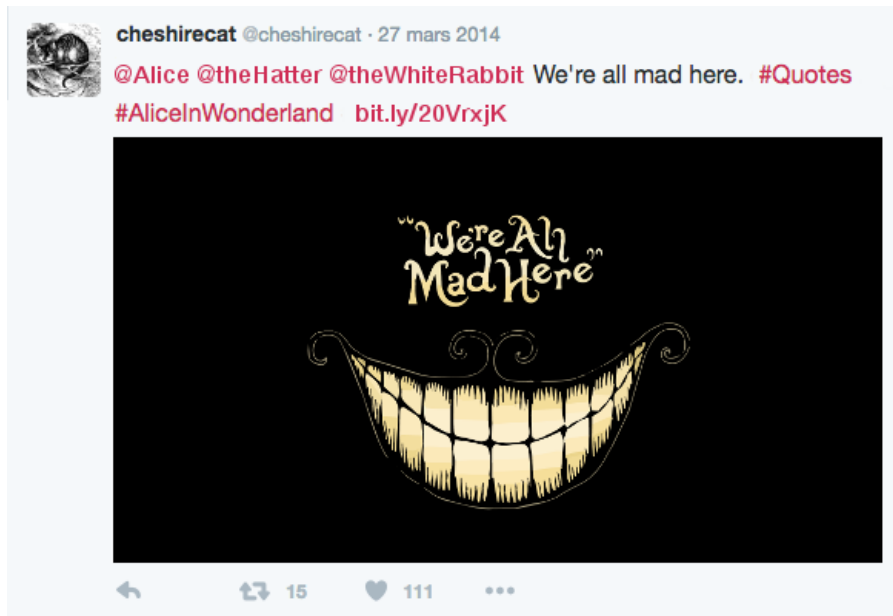 cheshirecat @cheshirecat · 27 mars 2014
@Alice @theHatter @theWhiteRabbit We're all mad here. #Quotes
#AliceInWonderland bit.ly/20VrxjK
"We're All
Mad Here"
15 111